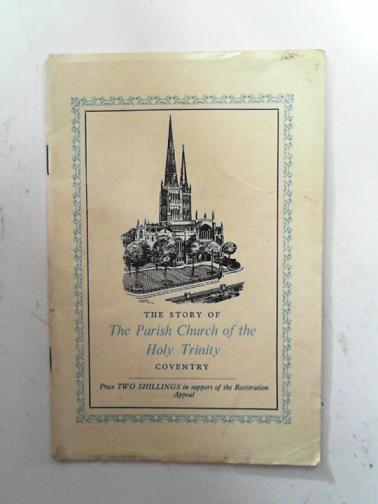 THE STORY OF
The Parish Church of the
Holy Trinity
COVENTRY
Price TWO SHILLINGS in support of the Restoration
Appeal